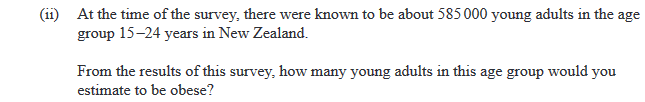 (ii) At the time of the survey, there were known to be about 585 000 young adults in the age
group 15–24 years in New Zealand.
From the results of this survey, how many young adults in this age group would you
estimate to be obese?